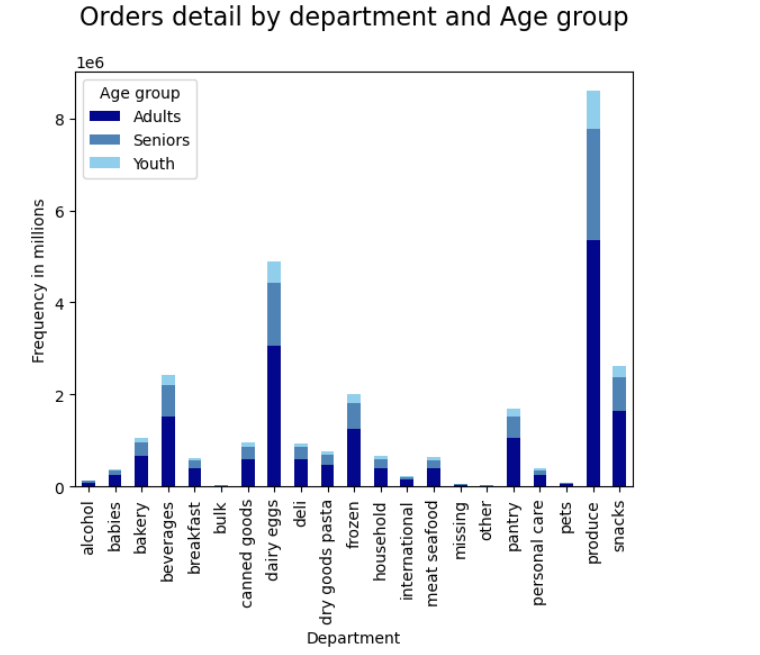 Orders detail by department and Age group
1e6
Age group
Adults
Seniors
Youth
8
6
4
2
0
Frequency in millions
alcohol
babies
bakery
beverages
breakfast
bulk
canned goods
dairy eggs
deli
dry goods pasta
frozen
household
international
meat seafood
missing
other
pantry
personal care
pets
produce
snacks
Department